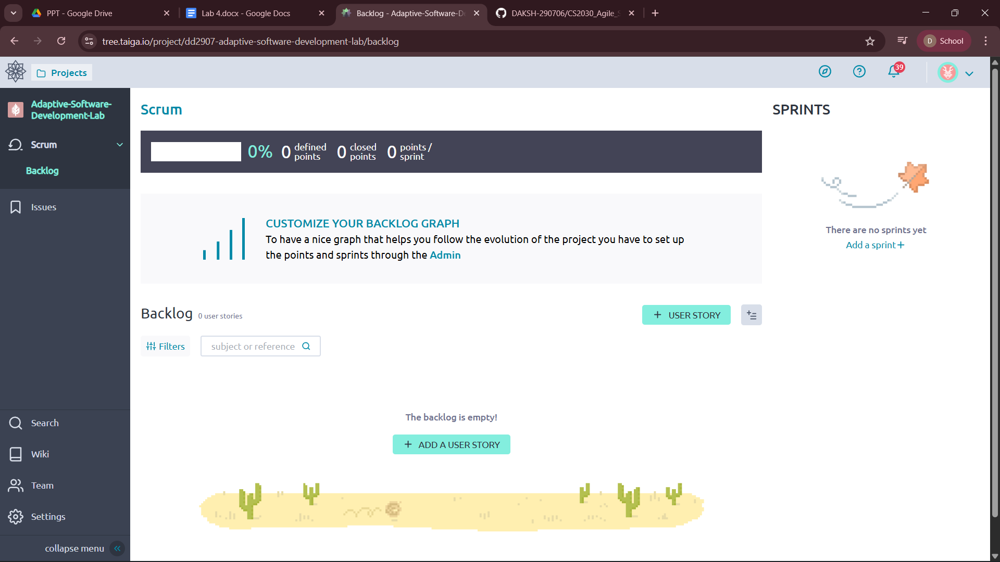 PPT - Google Drive
Lab 4.docx - Google Docs
Backlog - Adaptive-Software-D
DAKSH-290706/CS2030_Agile_S
tree.taiga.io/project/dd2907-adaptive-software-development-lab/backlog
D School
Projects
39
Adaptive-Software-
Development-Lab
Scrum
Backlog
Issues
Search
Wiki
Team
Settings
collapse menu
Scrum
0% 0 defined points 0 closed points 0 points / sprint
CUSTOMIZE YOUR BACKLOG GRAPH
To have a nice graph that helps you follow the evolution of the project you have to set up
the points and sprints through the Admin
Backlog 0 user stories
USER STORY
Filters
subject or reference
The backlog is empty!
ADD A USER STORY
SPRINTS
There are no sprints yet
Add a sprint